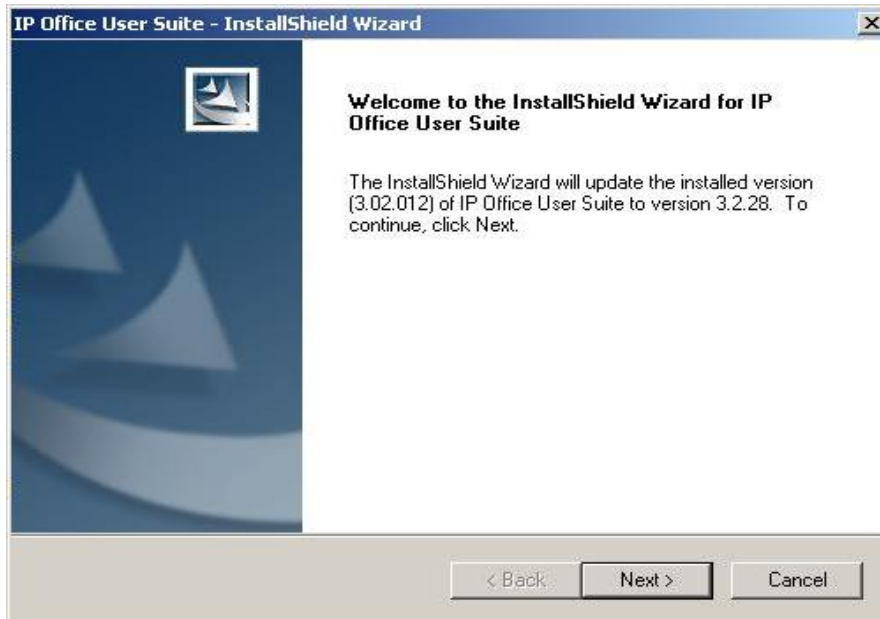 IP Office User Suite - InstallShield Wizard
Welcome to the InstallShield Wizard for IP
Office User Suite
The InstallShield Wizard will update the installed version
(3.02.012) of IP Office User Suite to version 3.2.28. To
continue, click Next.
< Back
Next >
Cancel